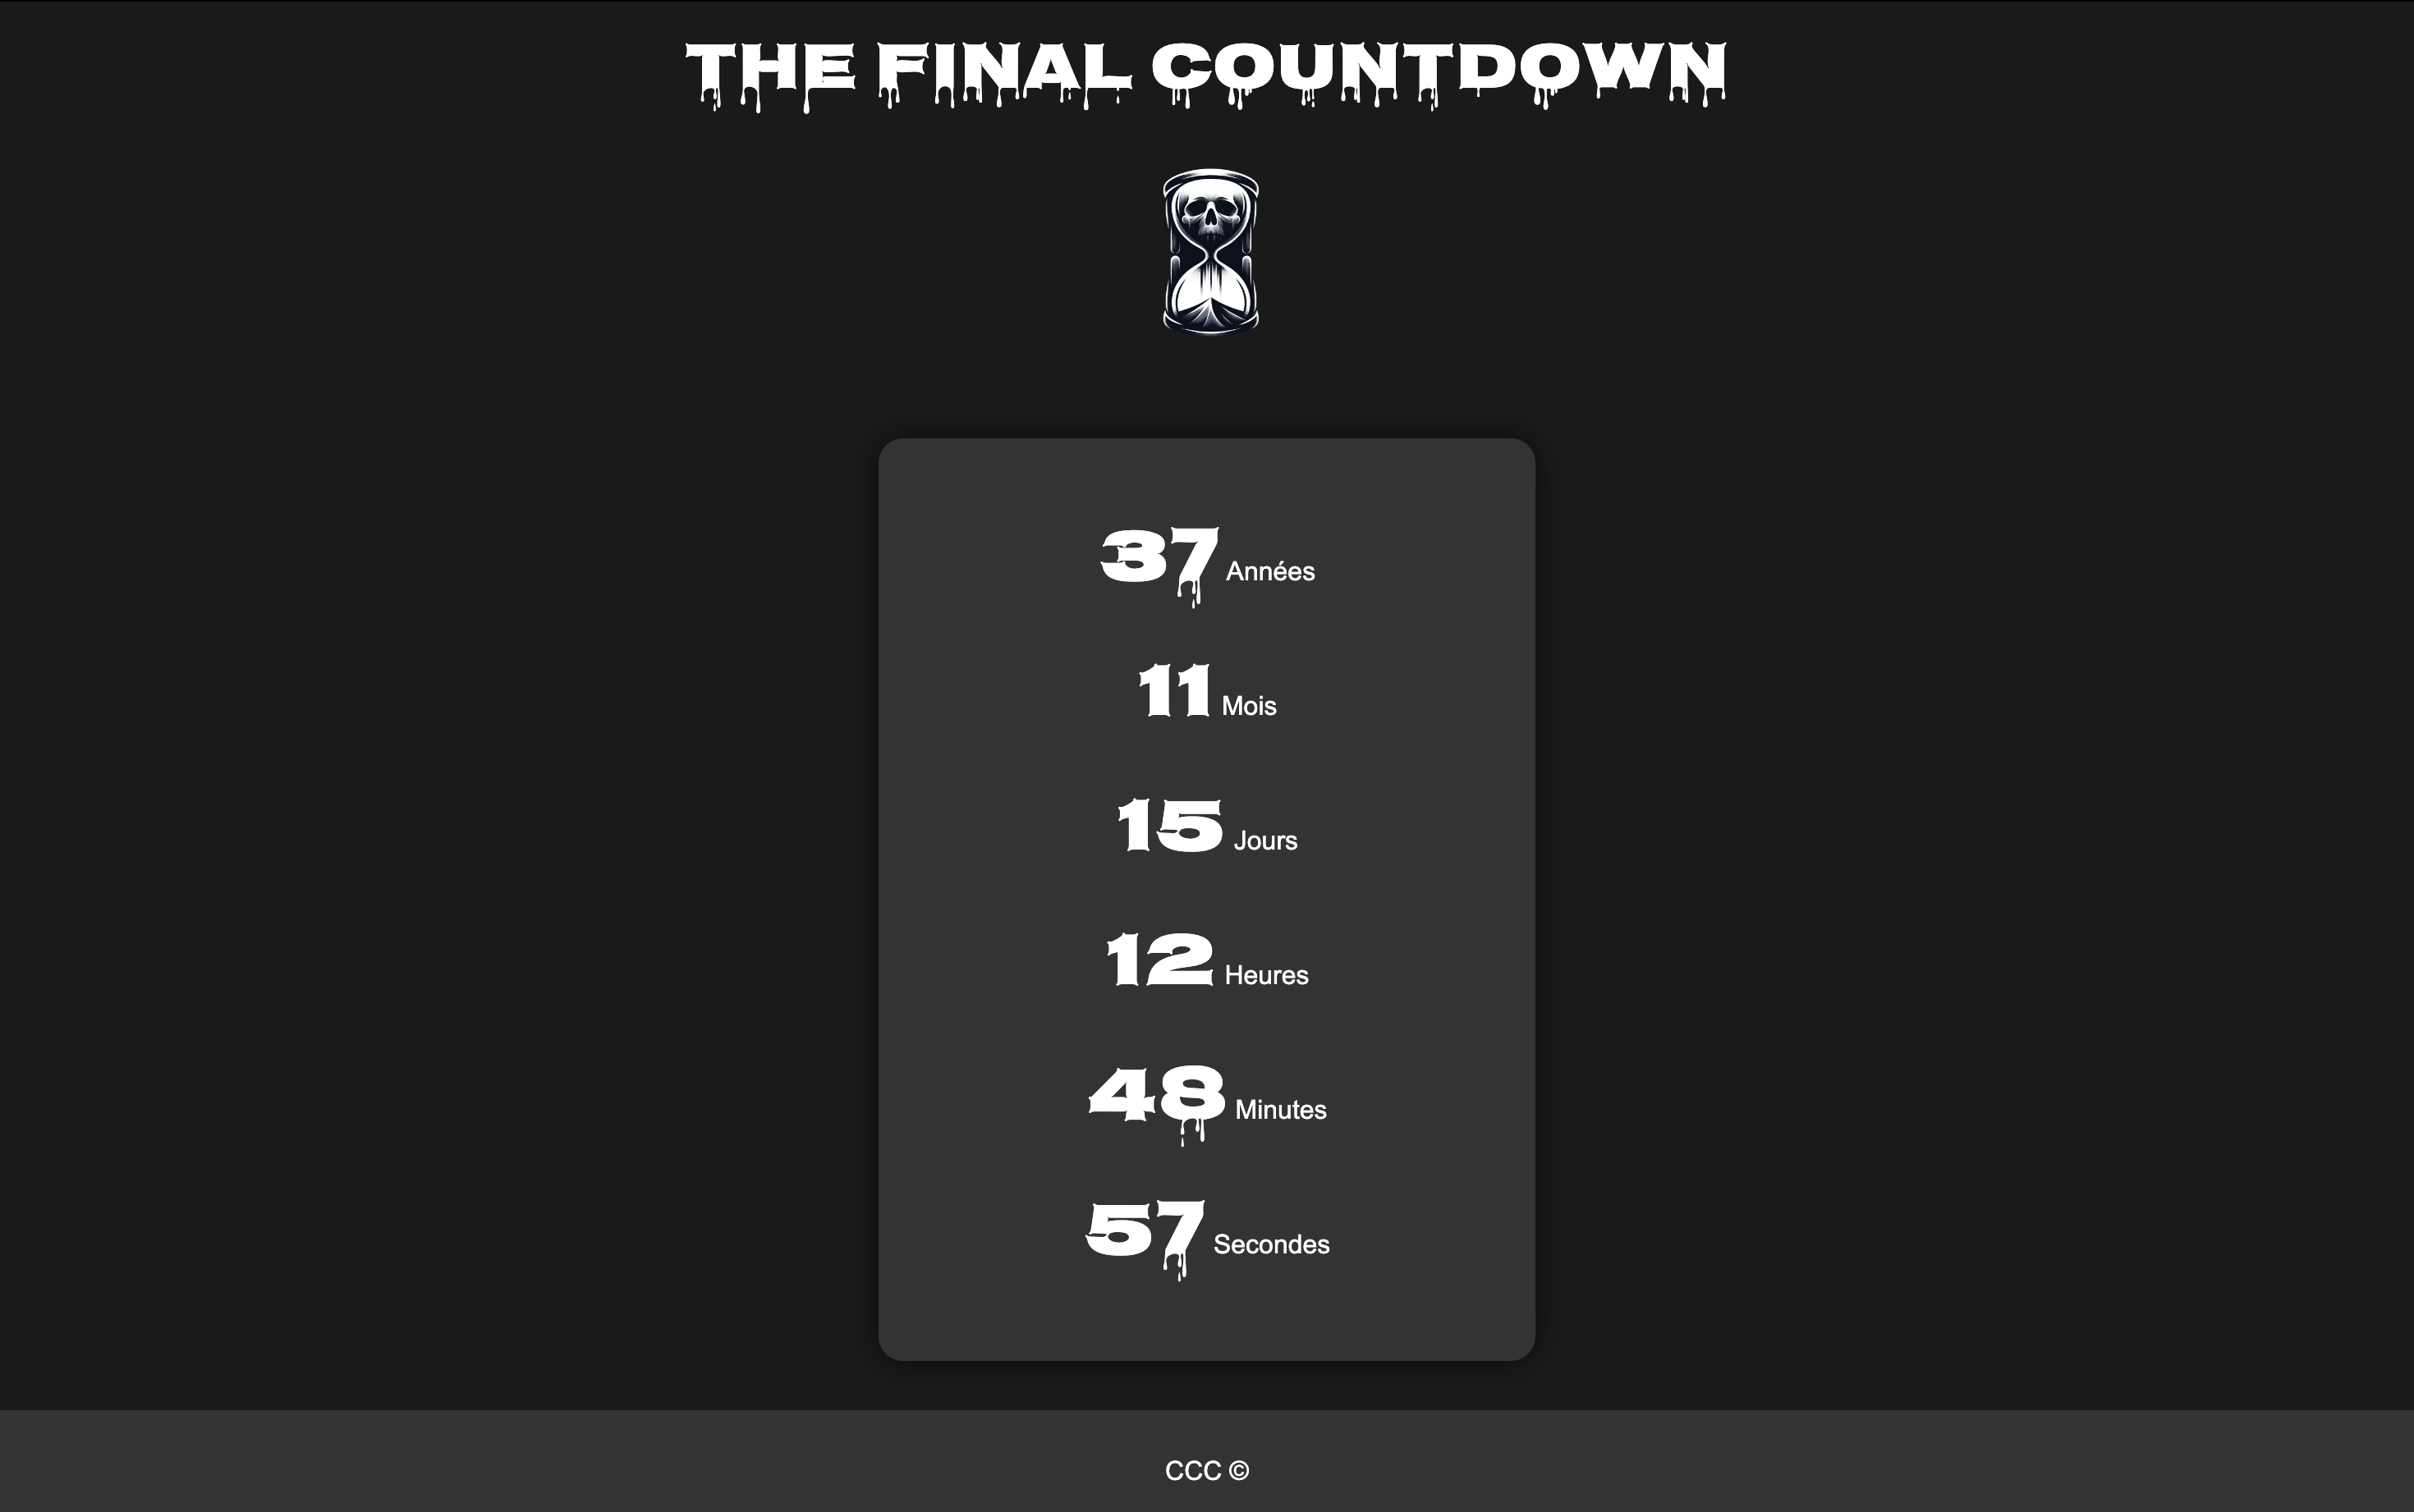 THE FINAL COUNTDOWN
37 Années
11 Mois
15 Jours
12 Heures
48 Minutes
57 Secondes
CCC ©